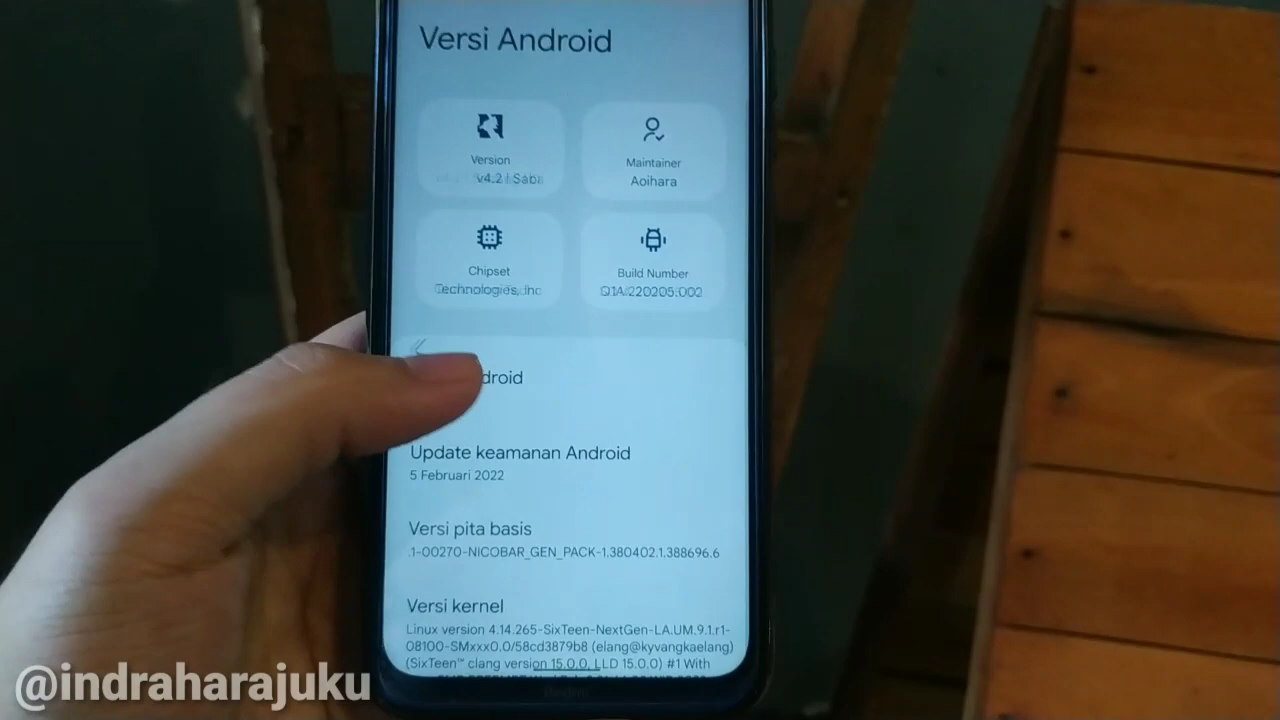 Versi Android
Version
v4.2 | Saba
Maintainer
Aoihara
Chipset
Technologies, Inc
Build Number
droid
Update keamanan Android
5 Februari 2022
Versi pita basis
.1-00270-NICOBAR_GEN_PACK-1.380402.1.388696.6
Versi kernel
Linux version 4.14.265-SixTeen-NextGen-LA.UM.9.1.r1-
08100-SMxxx0.0/58cd3879b8 (elang@kyvangkaelang)
(SixTeen™ clang version 15.0.0, LLD 15.0.0) #1 With
Redmi
@indraharajuku